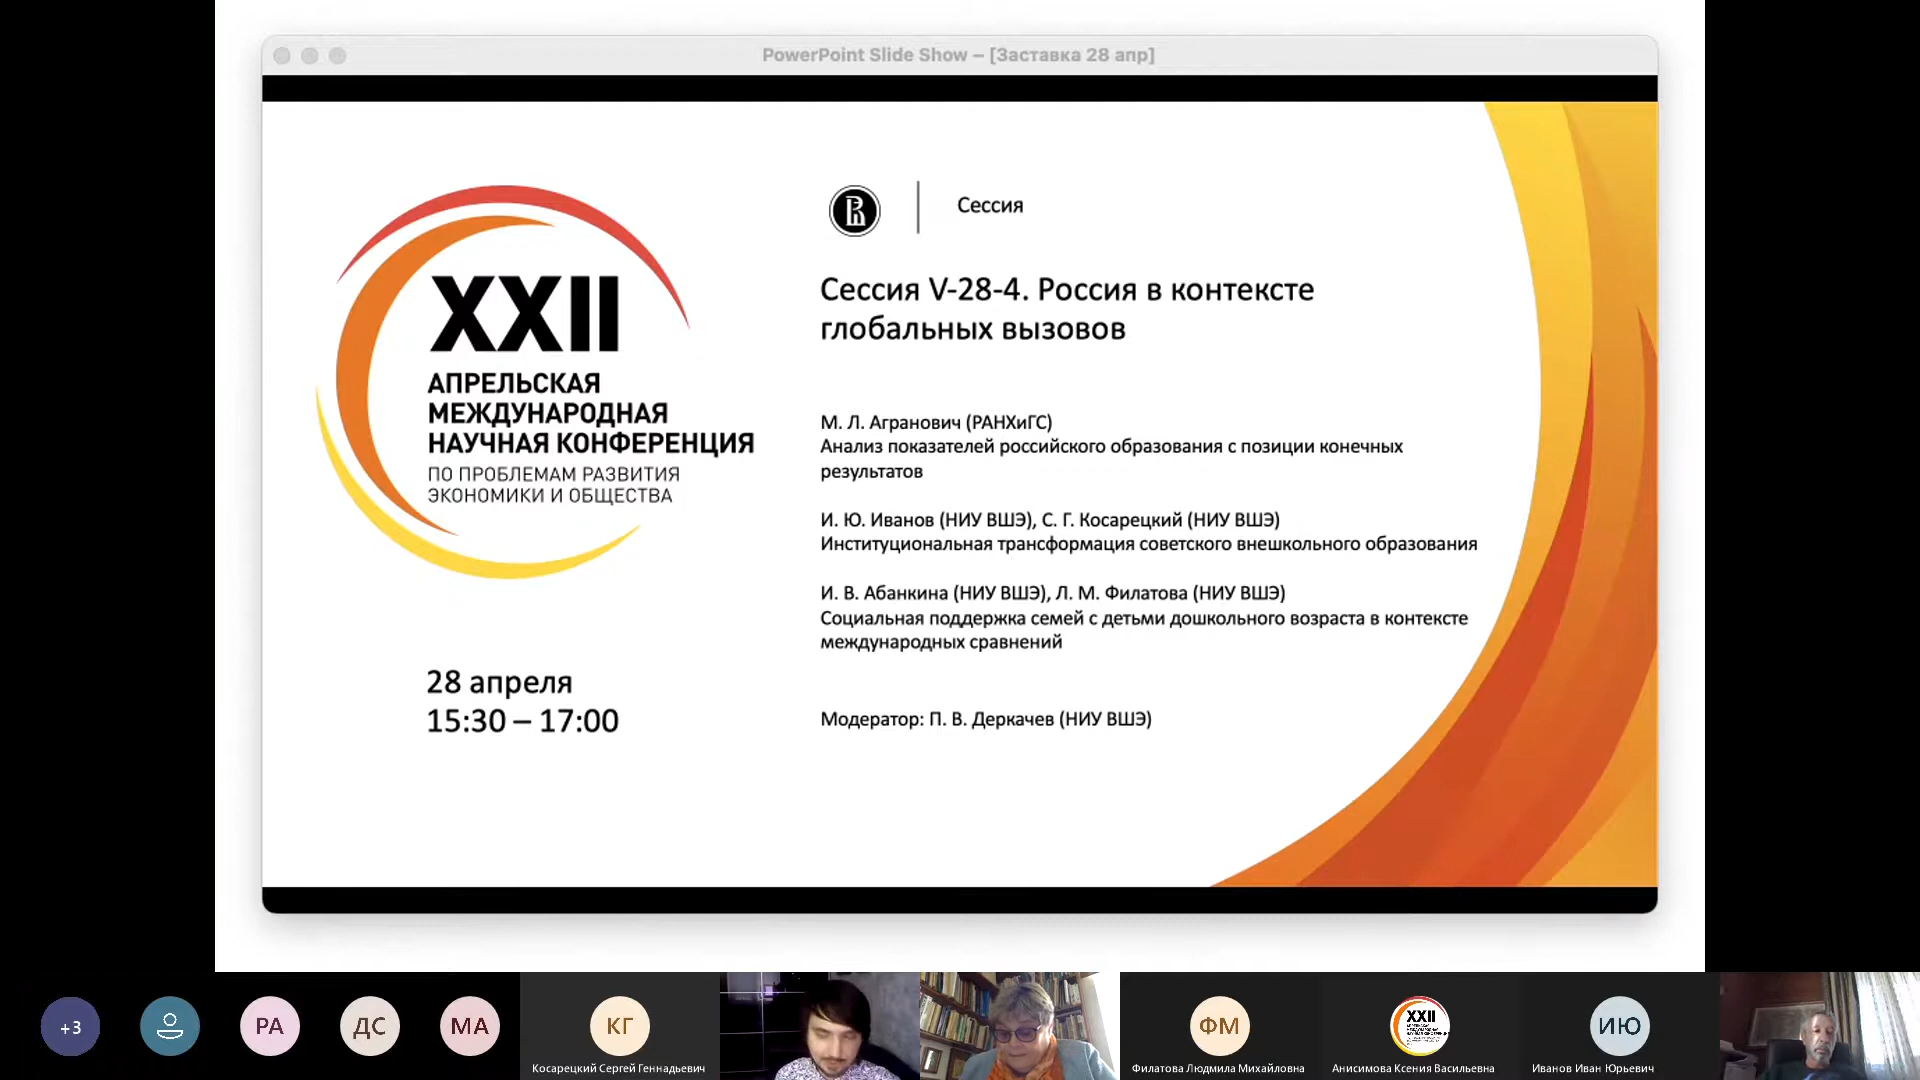 PowerPoint Slide Show – [Заставка 28 апр]
XXII
АПРЕЛЬСКАЯ
МЕЖДУНАРОДНАЯ
НАУЧНАЯ КОНФЕРЕНЦИЯ
ПО ПРОБЛЕМАМ РАЗВИТИЯ
ЭКОНОМИКИ И ОБЩЕСТВА
28 апреля
15:30 – 17:00
Сессия
Сессия V-28-4. Россия в контексте
глобальных вызовов
М. Л. Агранович (РАНХиГС)
Анализ показателей российского образования с позиции конечных
результатов
И. Ю. Иванов (НИУ ВШЭ), С. Г. Косарецкий (НИУ ВШЭ)
Институциональная трансформация советского внешкольного образования
И. В. Абанкина (НИУ ВШЭ), Л. М. Филатова (НИУ ВШЭ)
Социальная поддержка семей с детьми дошкольного возраста в контексте
международных сравнений
Модератор: П. В. Деркачев (НИУ ВШЭ)
+3
РА
ДС
МА
КГ
Косарецкий Сергей Геннадьевич
ФМ
Филатова Людмила Михайловна
XXII
Анисимова Ксения Васильевна
ИЮ
Иванов Иван Юрьевич